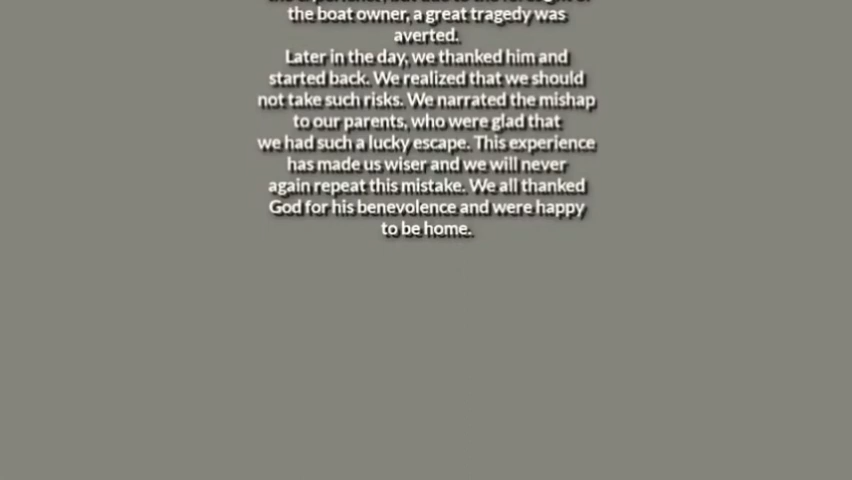 the boat owner, a great tragedy was
averted.
Later in the day, we thanked him and
started back. We realized that we should
not take such risks. We narrated the mishap
to our parents, who were glad that
we had such a lucky escape. This experience
has made us wiser and we will never
again repeat this mistake. We all thanked
God for his benevolence and were happy
to be home.